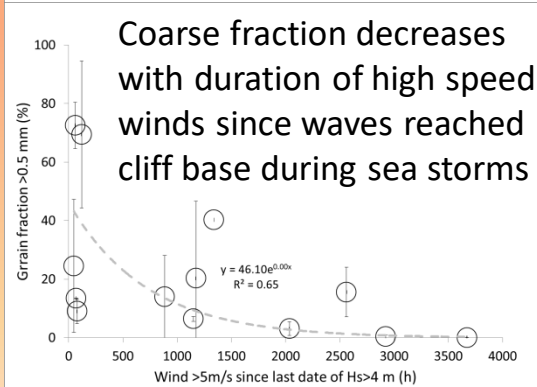 Coarse fraction decreases
with duration of high speed
winds since waves reached
cliff base during sea storms
Grrain fraction >0.5 mm (%)
100
80
60
40
20
0
y = 46.10e^0.00x
R² = 0.65
0 500 1000 1500 2000 2500 3000 3500 4000
Wind >5m/s since last date of Hs>4 m (h)